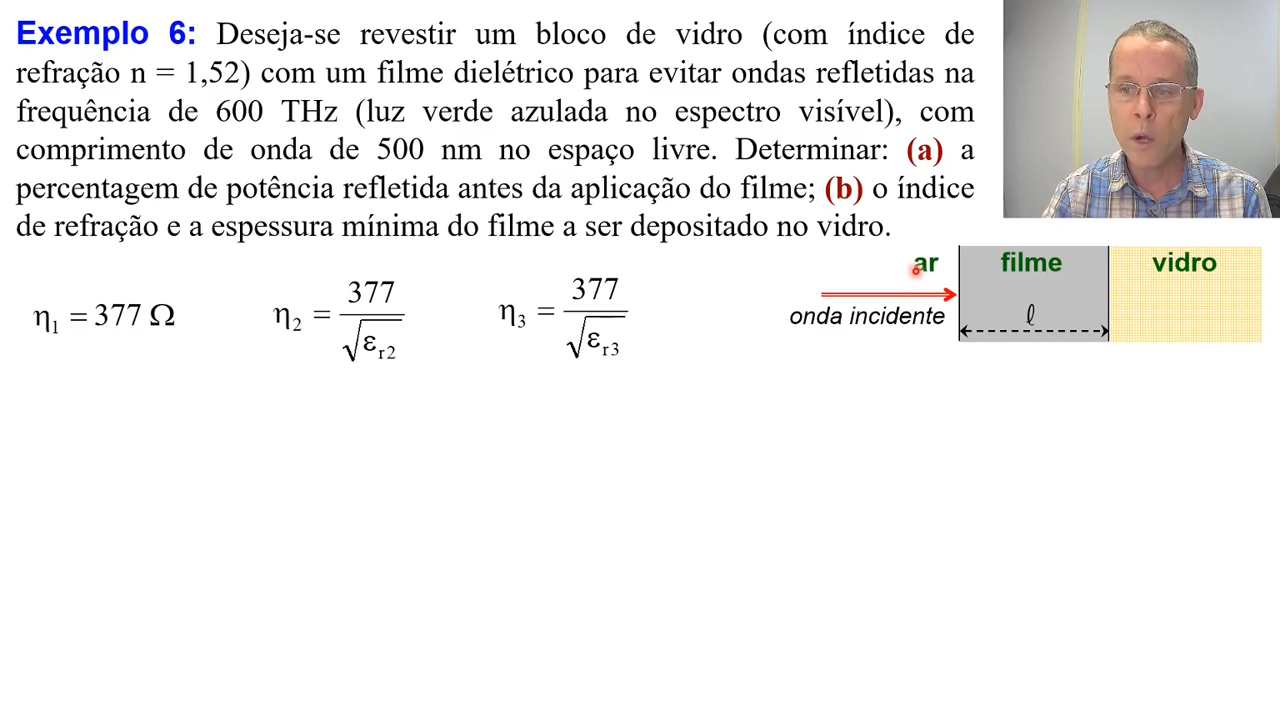 Exemplo 6: Deseja-se revestir um bloco de vidro (com índice de
refração n = 1,52) com um filme dielétrico para evitar ondas refletidas na
frequência de 600 THz (luz verde azulada no espectro visível), com
comprimento de onda de 500 nm no espaço livre. Determinar: (a) a
percentagem de potência refletida antes da aplicação do filme; (b) o índice
de refração e a espessura mínima do filme a ser depositado no vidro.
η₁ = 377 Ω
η₂ = 377 / √εr2
η₃ = 377 / √εr3
ar filme vidro
onda incidente ℓ